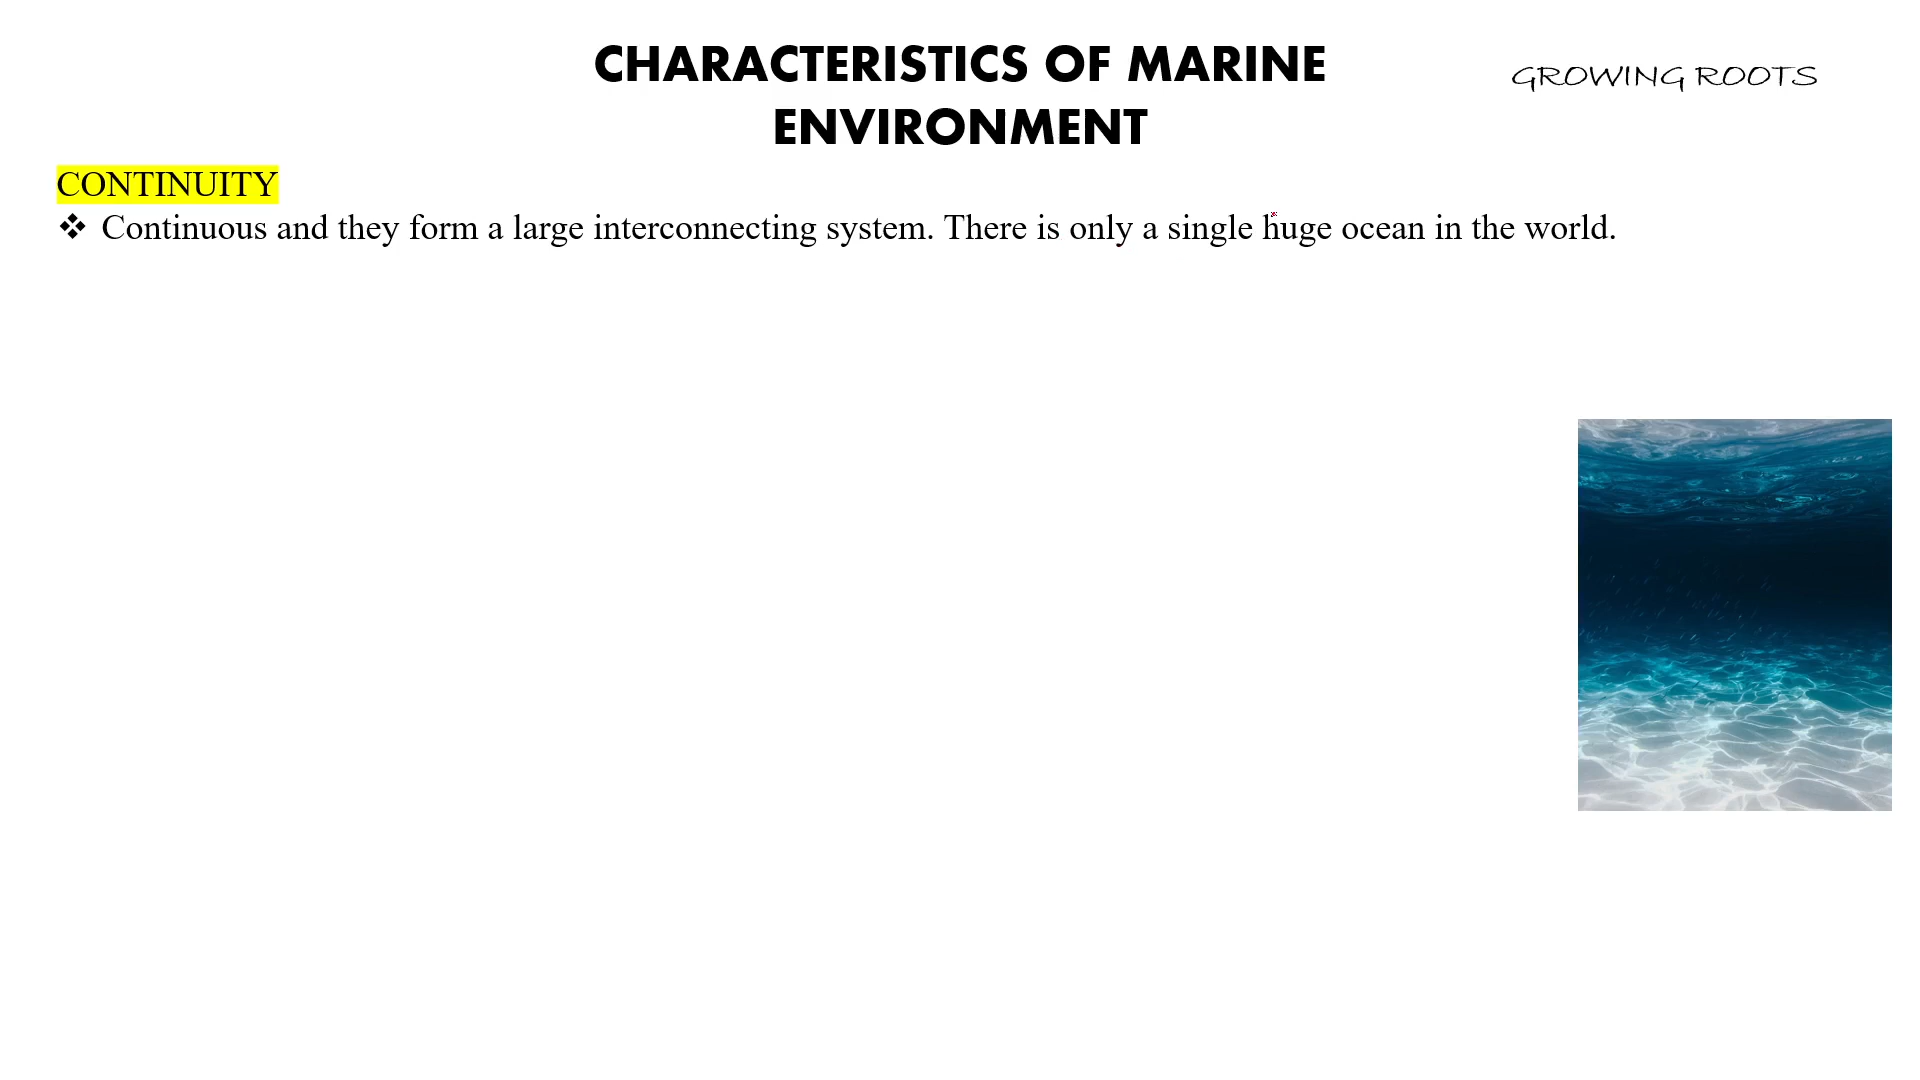 CHARACTERISTICS OF MARINE
ENVIRONMENT
GROWING ROOTS
CONTINUITY
❖ Continuous and they form a large interconnecting system. There is only a single huge ocean in the world.